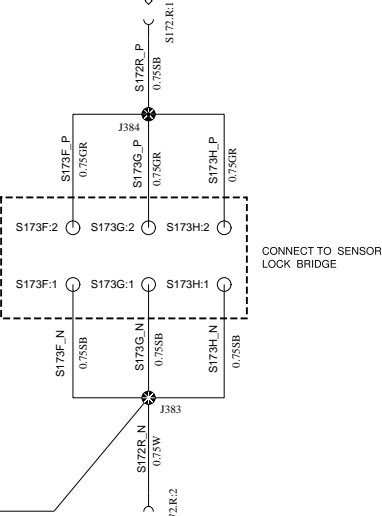 S172.R:1
S172R_P
0.75SB
J384
S173F_P
0.75GR
S173G_P
0.75GR
S173H_P
0.75GR
S173F:2
S173G:2
S173H:2
CONNECT TO SENSOR
LOCK BRIDGE
S173F:1
S173G:1
S173H:1
S173F_N
0.75SB
S173G_N
0.75SB
S173H_N
0.75SB
J383
S172R_N
0.75W
72.R:2